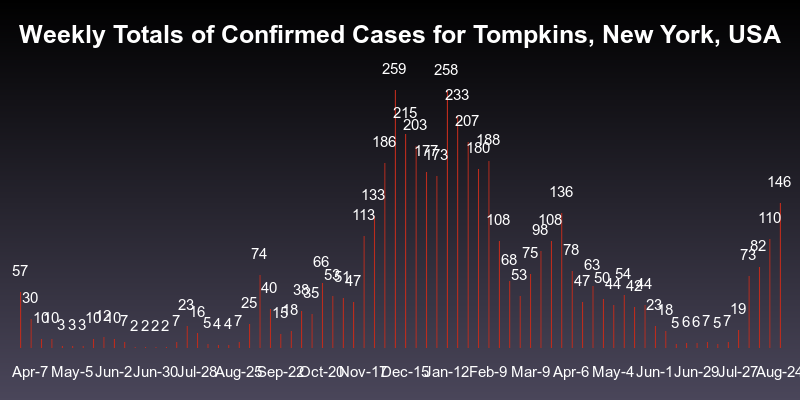 Weekly Totals of Confirmed Cases for Tompkins, New York, USA
57 30 10 10 3 3 3 10 12 10 7 2 2 2 2 7 23 16 5 4 4 7 25 74 40 15 18 38 35 66 53 51 47 113 133 186 259 215 203 177 173 258 233 207 180 188 108 68 53 75 98 108 136 78 47 63 50 44 54 42 44 23 18 5 6 6 7 5 7 19 73 82 110 146
Apr-7 May-5 Jun-2 Jun-30 Jul-28 Aug-25 Sep-22 Oct-20 Nov-17 Dec-15 Jan-12 Feb-9 Mar-9 Apr-6 May-4 Jun-1 Jun-29 Jul-27 Aug-24